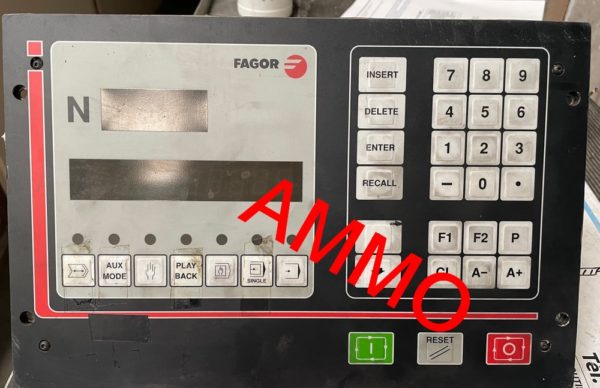 FAGOR
INSERT
7 8 9
N
DELETE
4 5 6
ENTER
1 2 3
RECALL
- 0 .
AMMO
F1 F2 P
AUX MODE
PLAY BACK
SINGLE
CL A- A+
RESET